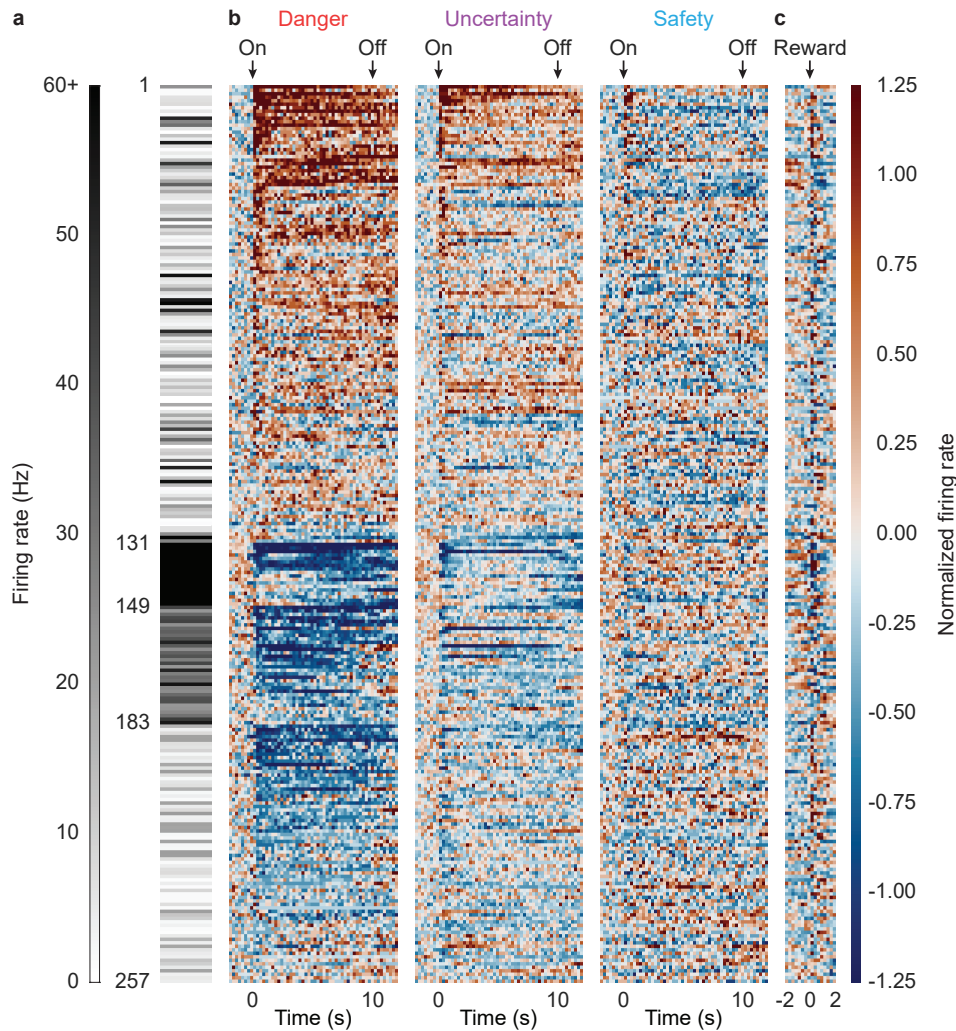 a
b
Danger
Uncertainty
Safety
c
On
Off
On
Off
On
Off
Reward
60+
50
40
30
20
10
0
Firing rate (Hz)
1
131
149
183
257
1.25
1.00
0.75
0.50
0.25
0.00
-0.25
-0.50
-0.75
-1.00
-1.25
Normalized firing rate
0
10
0
10
0
10
-2
0
2
Time (s)
Time (s)
Time (s)